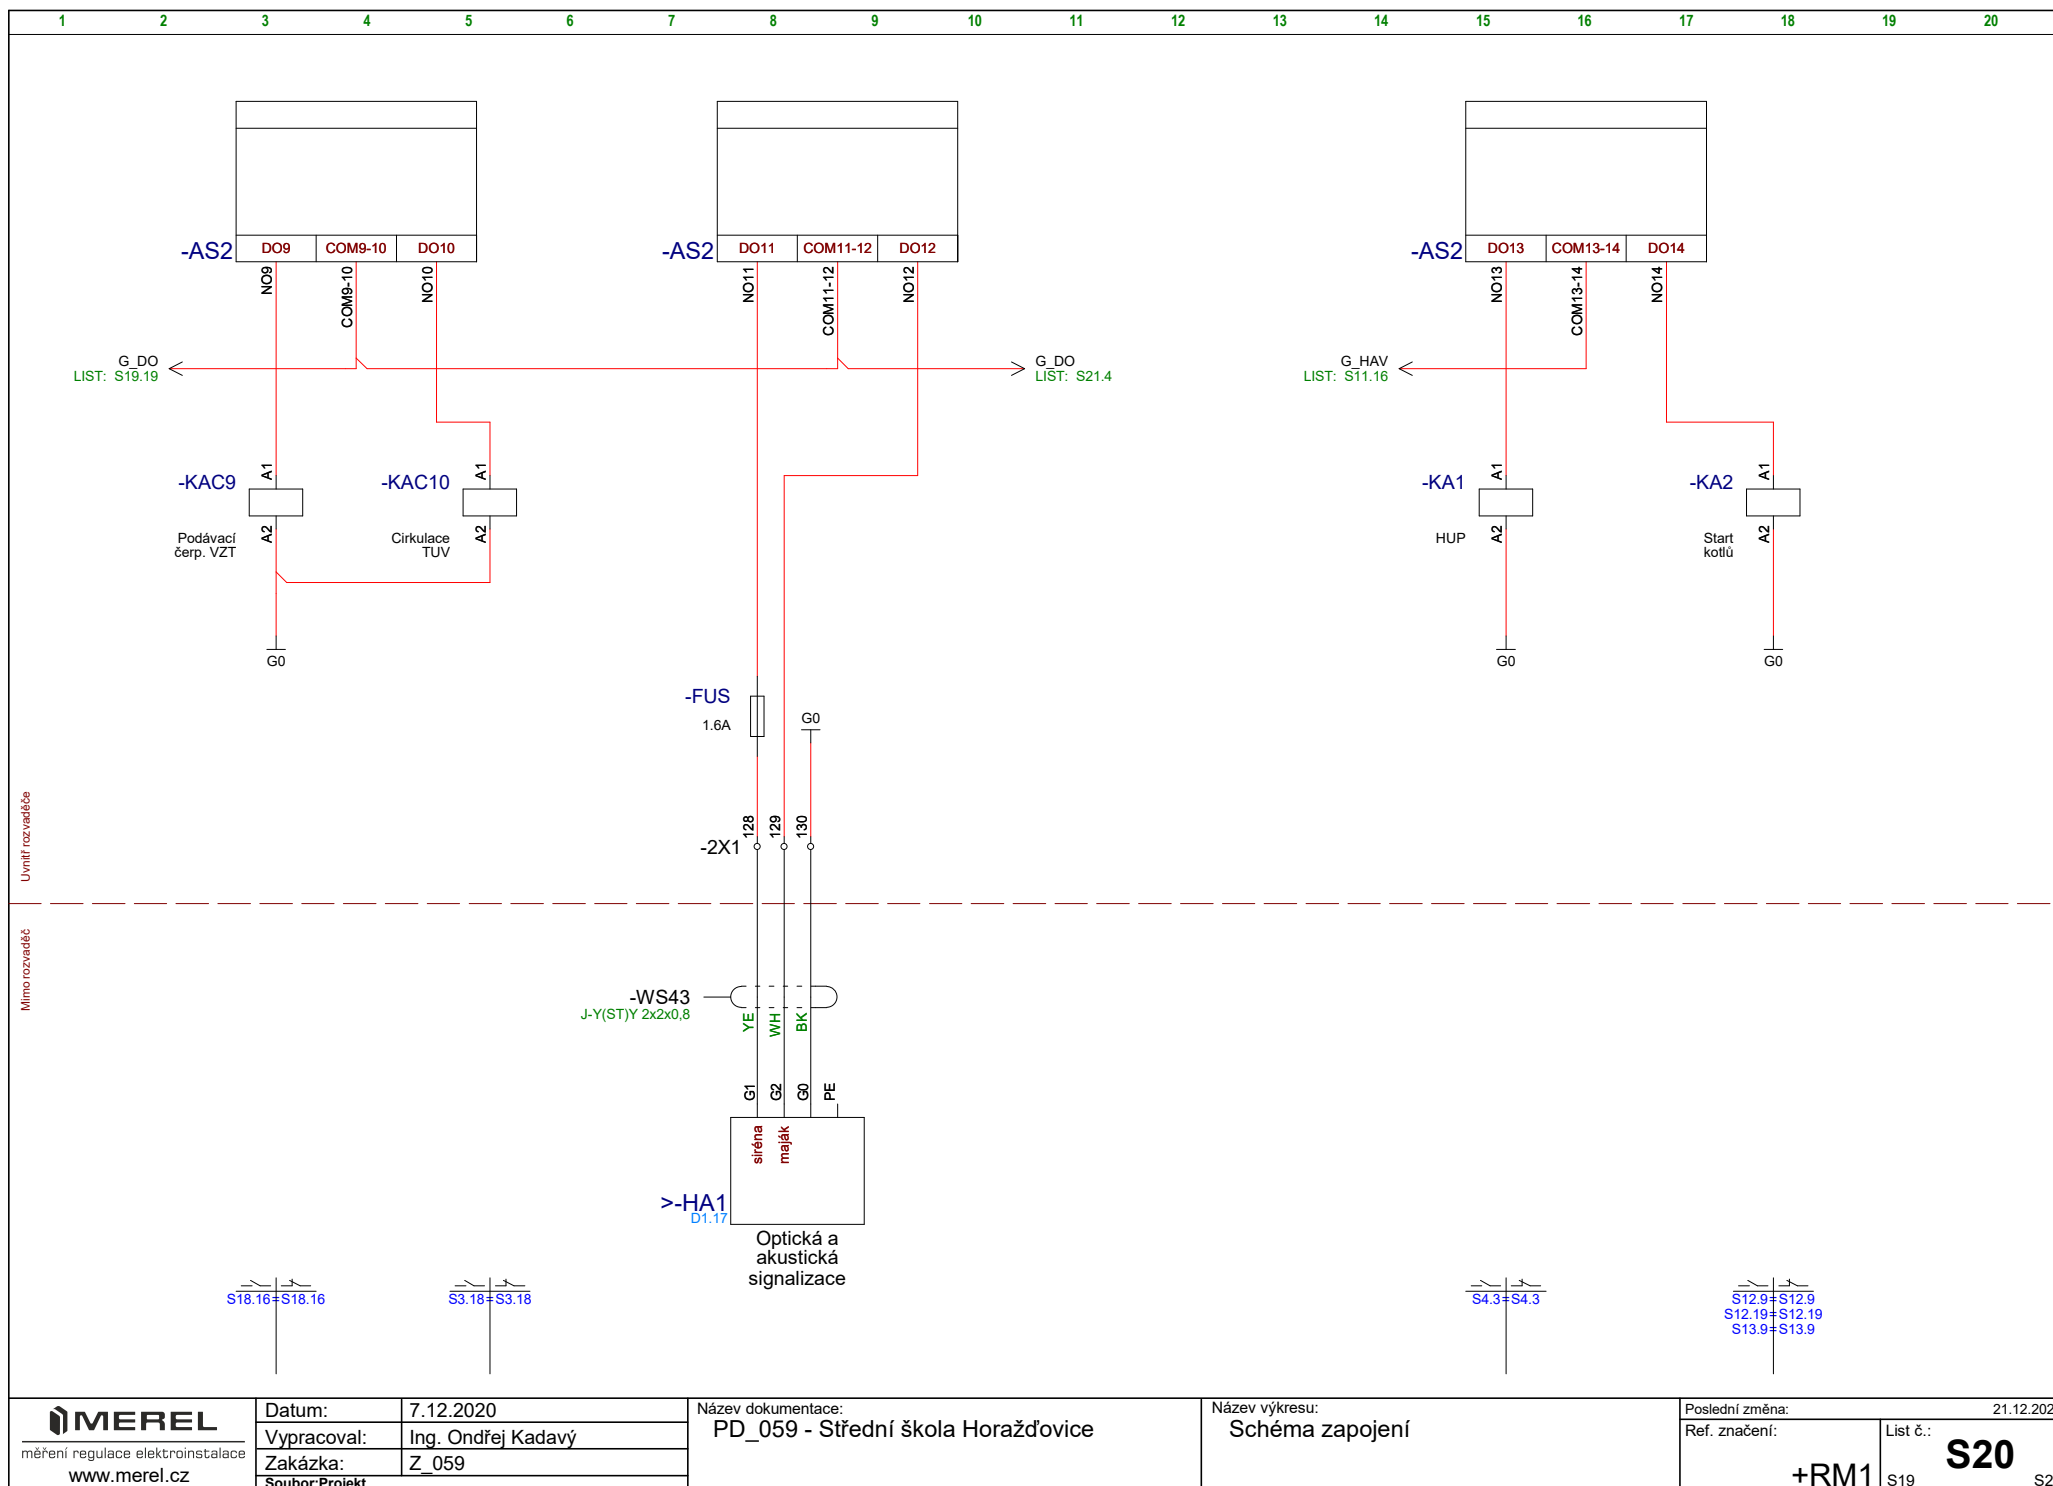 1 2 3 4 5 6 7 8 9 10 11 12 13 14 15 16 17 18 19 20
-AS2 DO9 COM9-10 DO10
-AS2 DO11 COM11-12 DO12
-AS2 DO13 COM13-14 DO14
NO9 COM9-10 NO10
NO11 COM11-12 NO12
NO13 COM13-14 NO14
G_DO
LIST: S19.19
G_DO
LIST: S21.4
G_HAV
LIST: S11.16
-KAC9 A1
A2
Podávací
čerp. VZT
-KAC10 A1
A2
Cirkulace
TUV
-KA1 A1
A2
HUP
-KA2 A1
A2
Start
kotlů
G0
G0
G0
-FUS
1.6A
G0
128 129 130
-2X1
Uvnitř rozvaděče
Mimo rozvaděč
-WS43
J-Y(ST)Y 2x2x0,8
YE WH BK
G1 G2 G0 PE
siréna
maják
>-HA1
D1.17
Optická a
akustická
signalizace
S18.16=S18.16
S3.18=S3.18
S4.3=S4.3
S12.9=S12.9
S12.19=S12.19
S13.9=S13.9
MEREL
měření regulace elektroinstalace
www.merel.cz
Datum: 7.12.2020
Vypracoval: Ing. Ondřej Kadavý
Zakázka: Z_059
Soubor:Projekt
Název dokumentace:
PD_059 - Střední škola Horažďovice
Název výkresu:
Schéma zapojení
Poslední změna: 21.12.202
Ref. značení:
+RM1
List č.:
S20
S19 S2